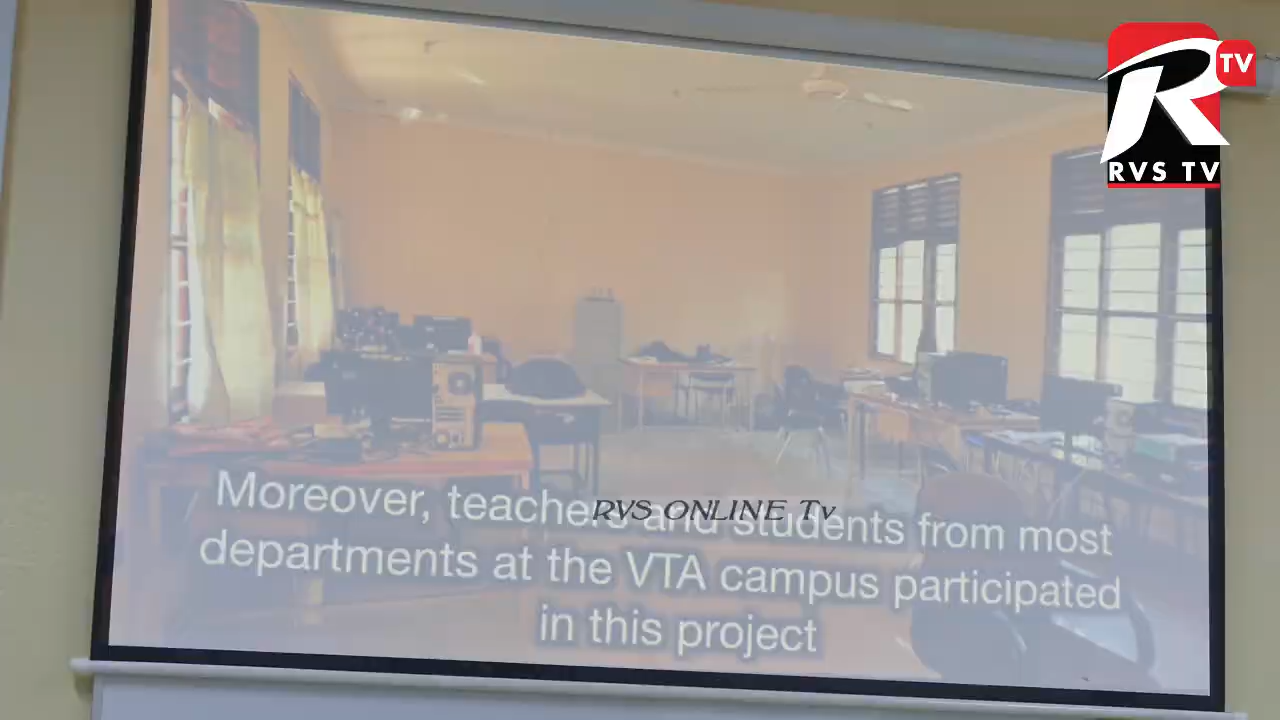 TV
RVS TV
Moreover, teachers and students from most
RVS ONLINE Tv
departments at the VTA campus participated
in this project